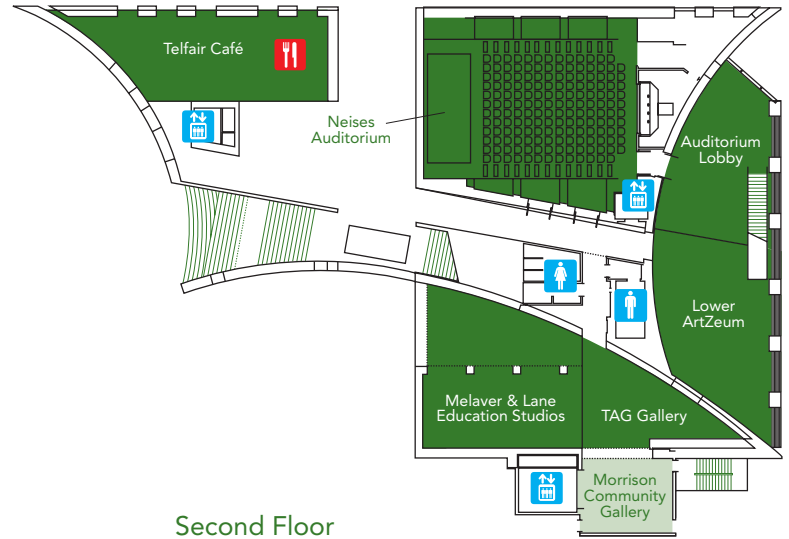 Telfair Café
Neises
Auditorium
Auditorium
Lobby
Lower
ArtZeum
Melaver & Lane
Education Studios
TAG Gallery
Morrison
Community
Gallery
Second Floor